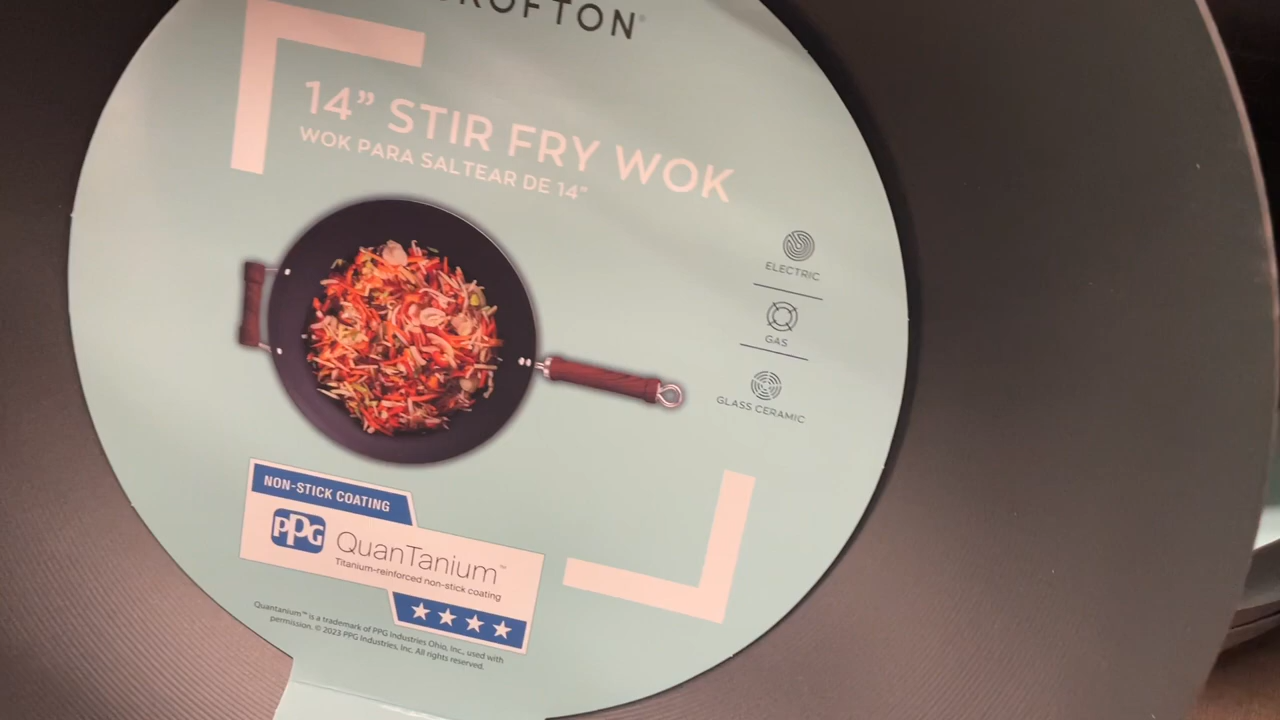 CROFTON
14” STIR FRY WOK
WOK PARA SALTEAR DE 14"
ELECTRIC
GAS
GLASS CERAMIC
NON-STICK COATING
PPG
QuanTanium™
Titanium-reinforced non-stick coating
Quantanium™ is a trademark of PPG Industries Ohio, Inc., used with
permission. © 2023 PPG Industries, Inc. All rights reserved.